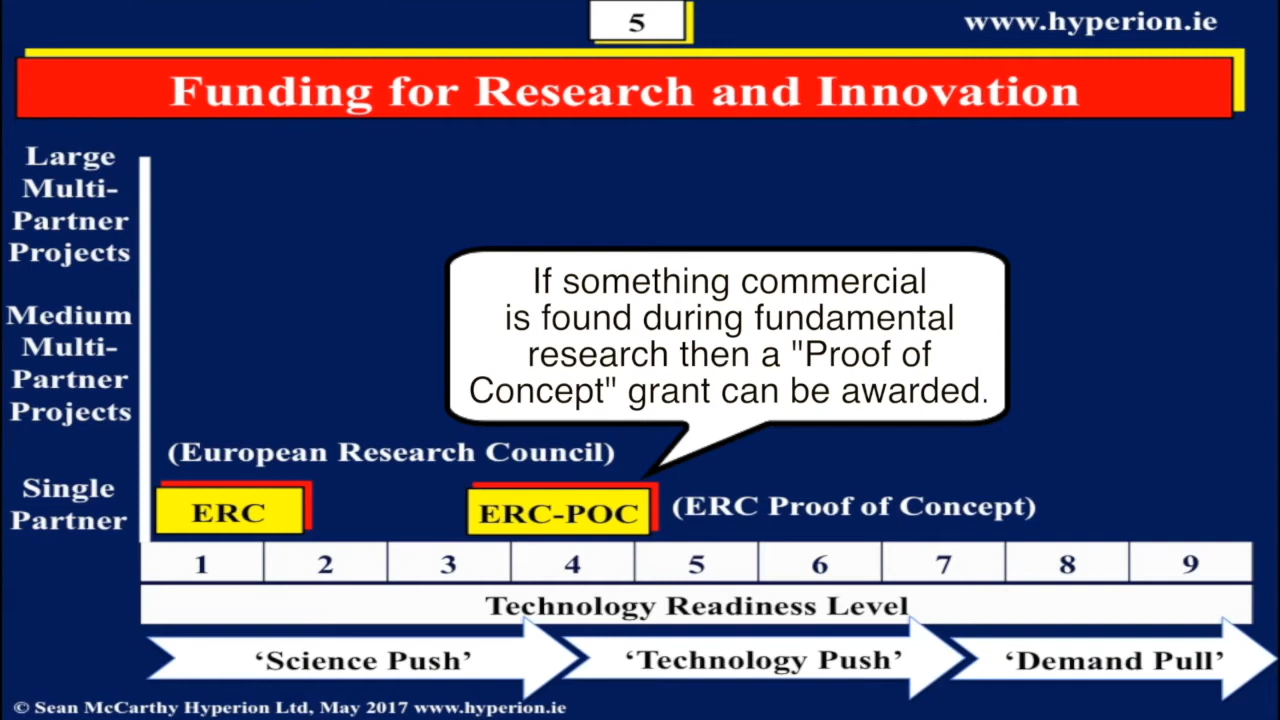 5
www.hyperion.ie
Funding for Research and Innovation
Large
Multi-
Partner
Projects
Medium
Multi-
Partner
Projects
Single
Partner
If something commercial
is found during fundamental
research then a "Proof of
Concept" grant can be awarded.
(European Research Council)
ERC
ERC-POC
(ERC Proof of Concept)
1 2 3 4 5 6 7 8 9
Technology Readiness Level
‘Science Push’
‘Technology Push’
‘Demand Pull’
© Sean McCarthy Hyperion Ltd, May 2017 www.hyperion.ie